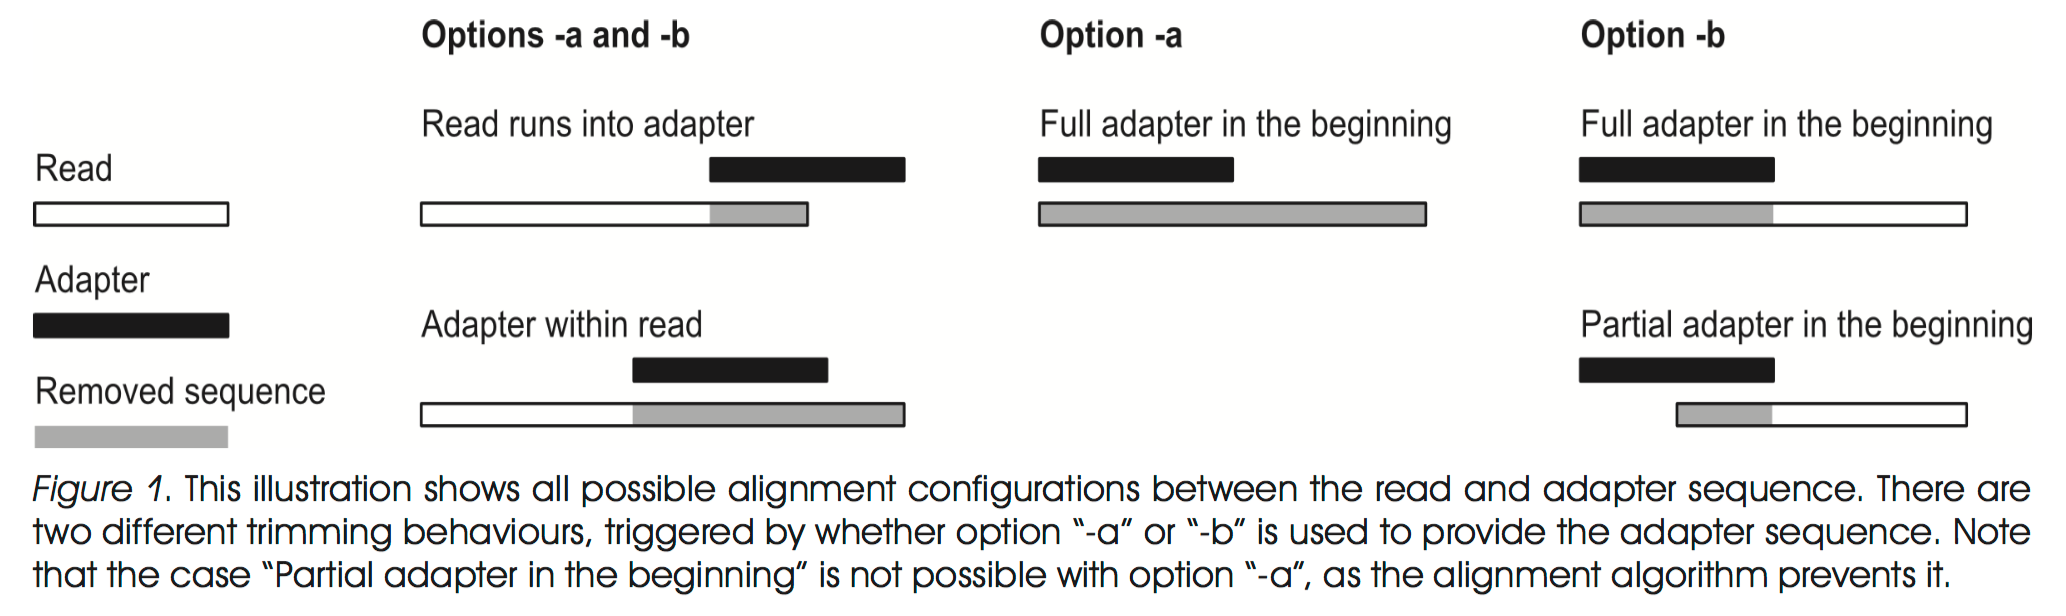 Options -a and -b
Option -a
Option -b
Read runs into adapter
Full adapter in the beginning
Full adapter in the beginning
Read
Adapter
Adapter within read
Partial adapter in the beginning
Removed sequence
Figure 1. This illustration shows all possible alignment configurations between the read and adapter sequence. There are
two different trimming behaviours, triggered by whether option “-a” or “-b” is used to provide the adapter sequence. Note
that the case “Partial adapter in the beginning” is not possible with option “-a”, as the alignment algorithm prevents it.